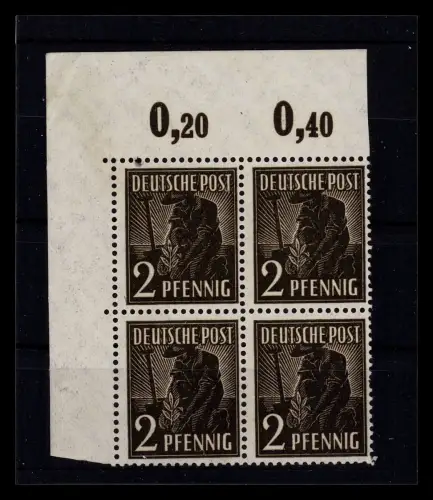 0,20 0,40
DEUTSCHE POST DEUTSCHE POST
2 PFENNIG 2 PFENNIG
DEUTSCHE POST DEUTSCHE POST
2 PFENNIG 2 PFENNIG